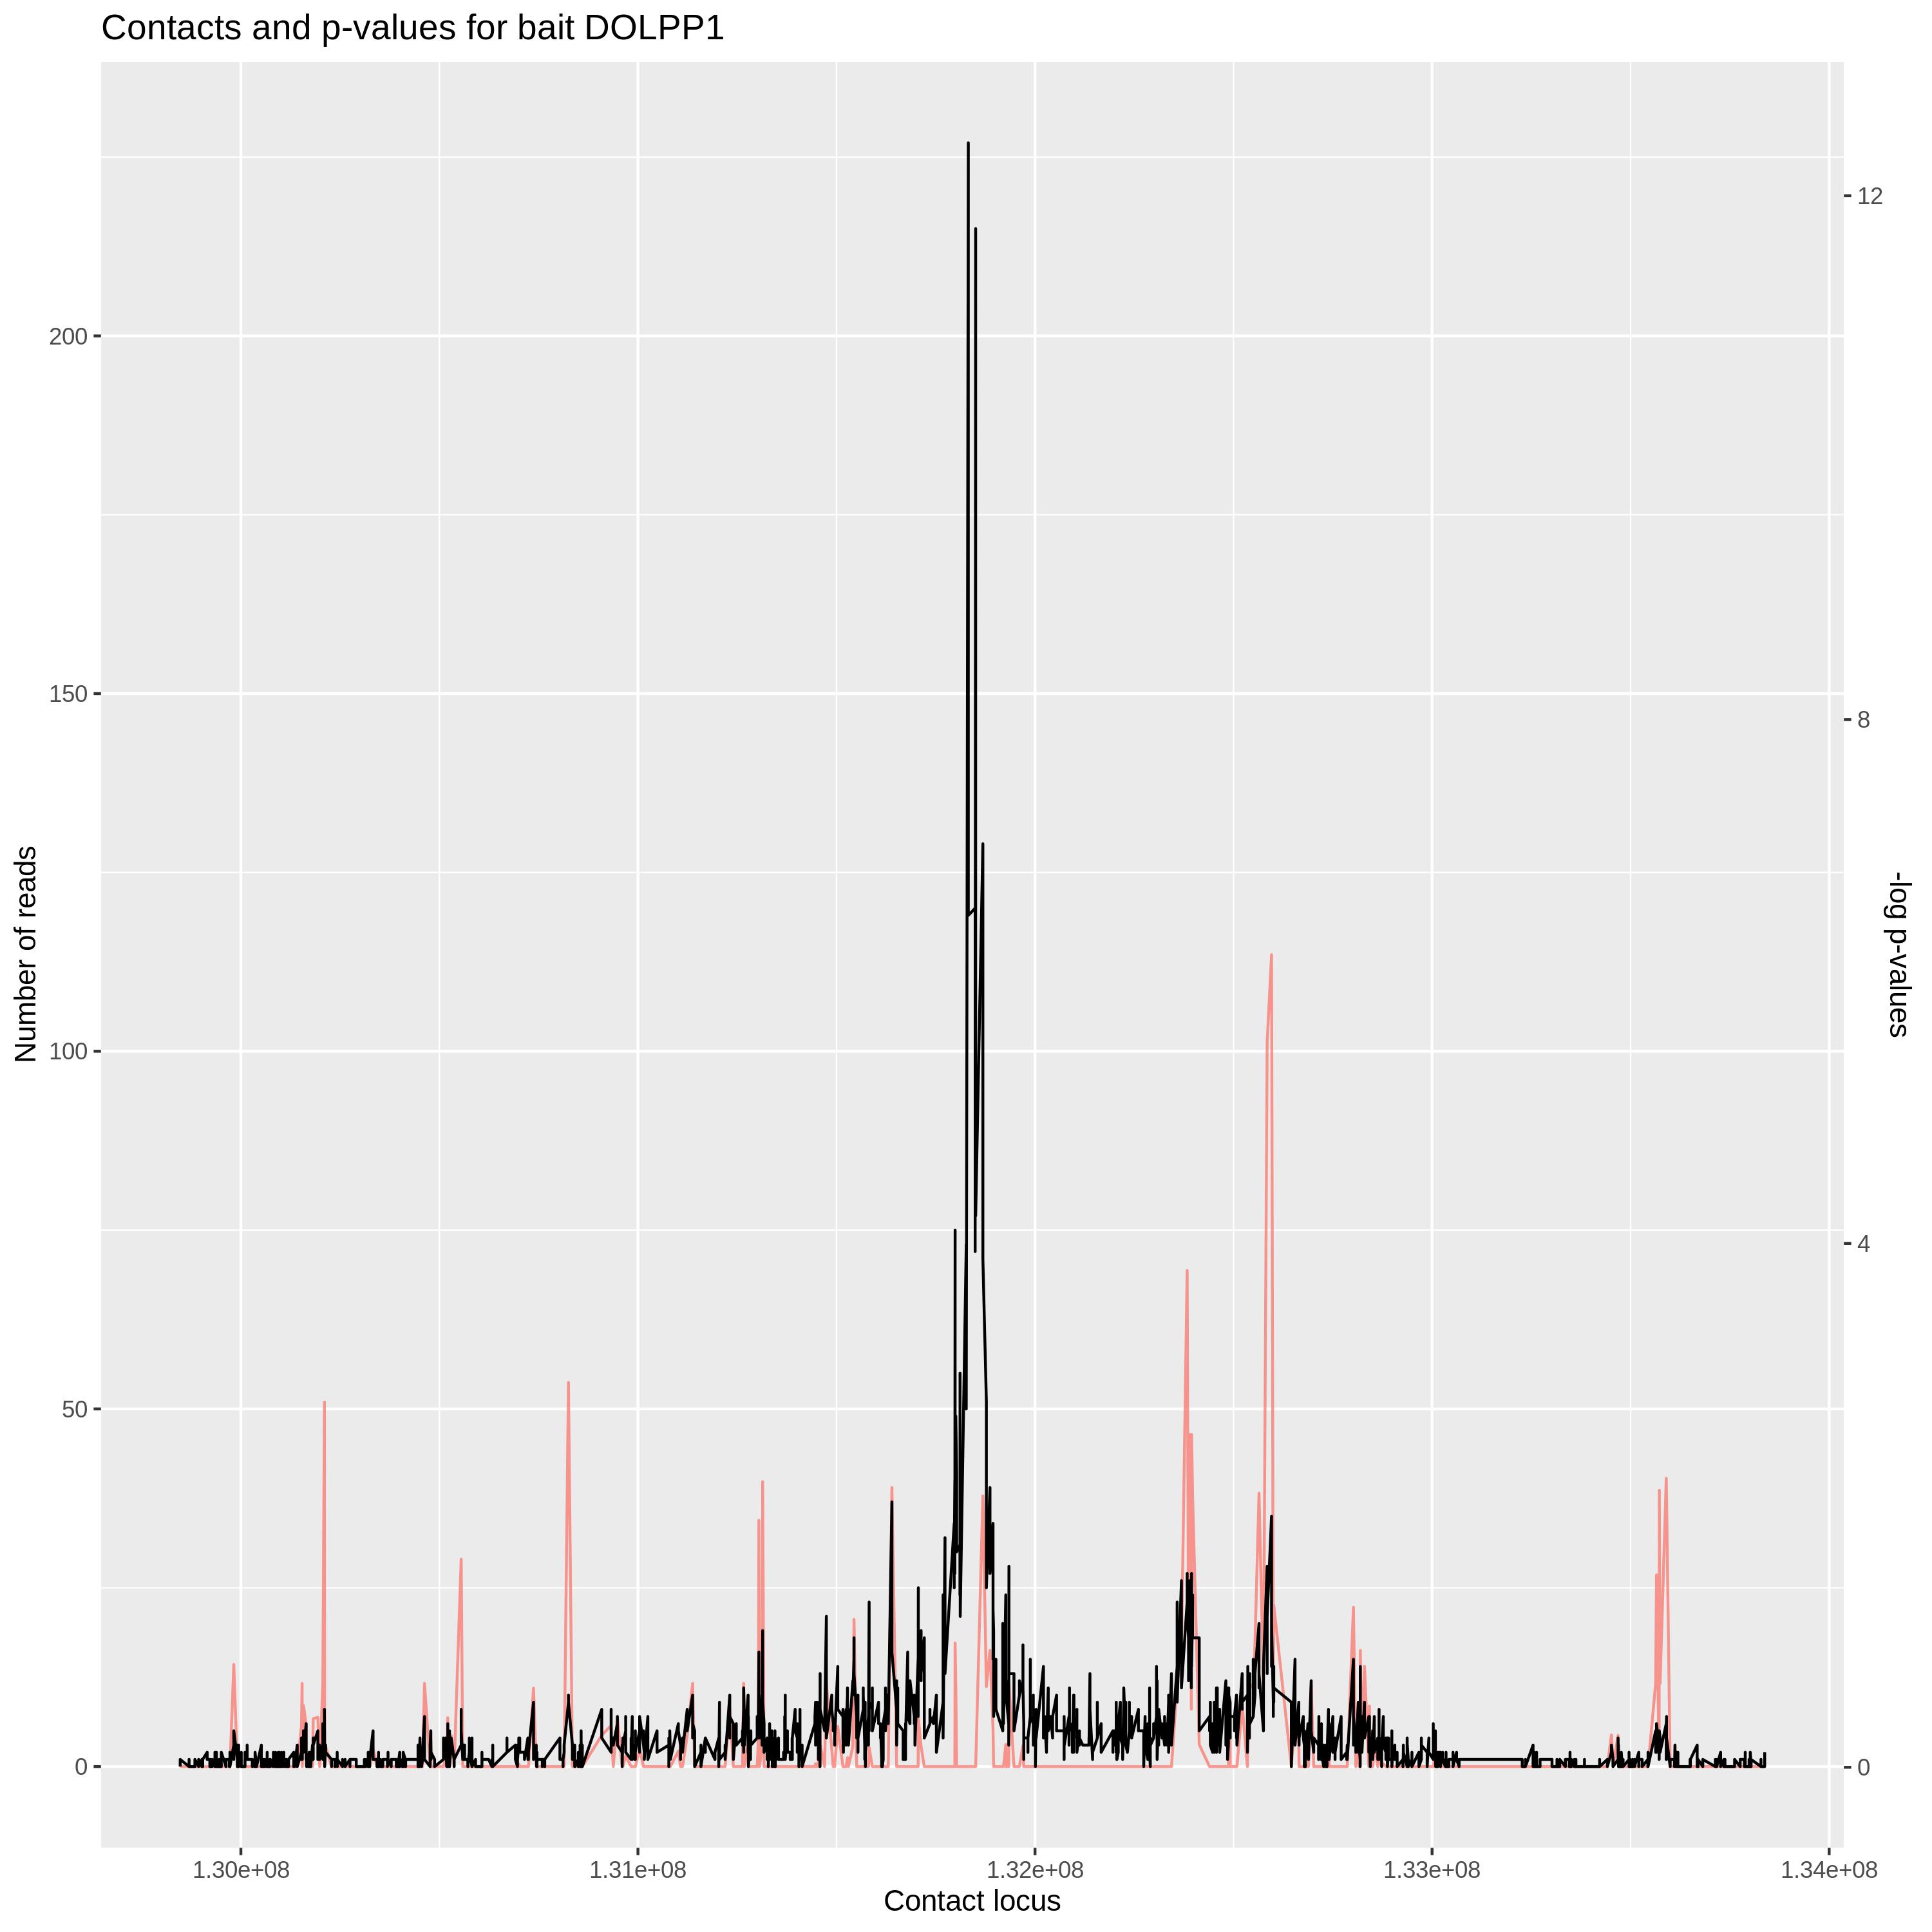 Contacts and p-values for bait DOLPP1
Number of reads
200
150
100
50
0
12
8
4
0
-log p-values
1.30e+08
1.31e+08
1.32e+08
1.33e+08
1.34e+08
Contact locus